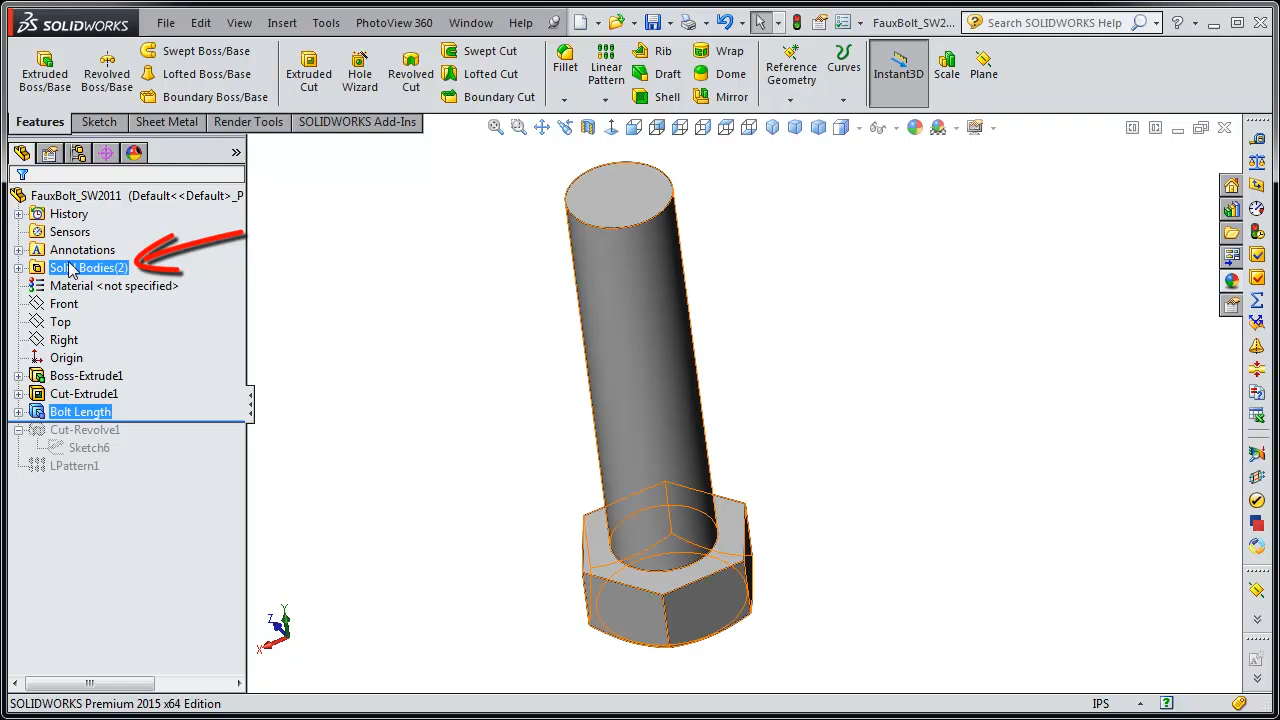 SOLIDWORKS File Edit View Insert Tools PhotoView 360 Window Help FauxBolt_SW2... Search SOLIDWORKS Help ?
Extruded Boss/Base
Revolved Boss/Base
Swept Boss/Base
Lofted Boss/Base
Boundary Boss/Base
Extruded Cut
Hole Wizard
Revolved Cut
Swept Cut
Lofted Cut
Boundary Cut
Fillet
Linear Pattern
Rib
Draft
Shell
Wrap
Dome
Mirror
Reference Geometry
Curves
Instant3D
Scale
Plane
Features Sketch Sheet Metal Render Tools SOLIDWORKS Add-Ins
»
FauxBolt_SW2011 (Default<<Default>_P
History
Sensors
A Annotations
Solid Bodies(2)
Material <not specified>
Front
Top
Right
Origin
Boss-Extrude1
Cut-Extrude1
Bolt Length
Cut-Revolve1
Sketch6
LPattern1
Y
Z
X
SOLIDWORKS Premium 2015 x64 Edition IPS ?